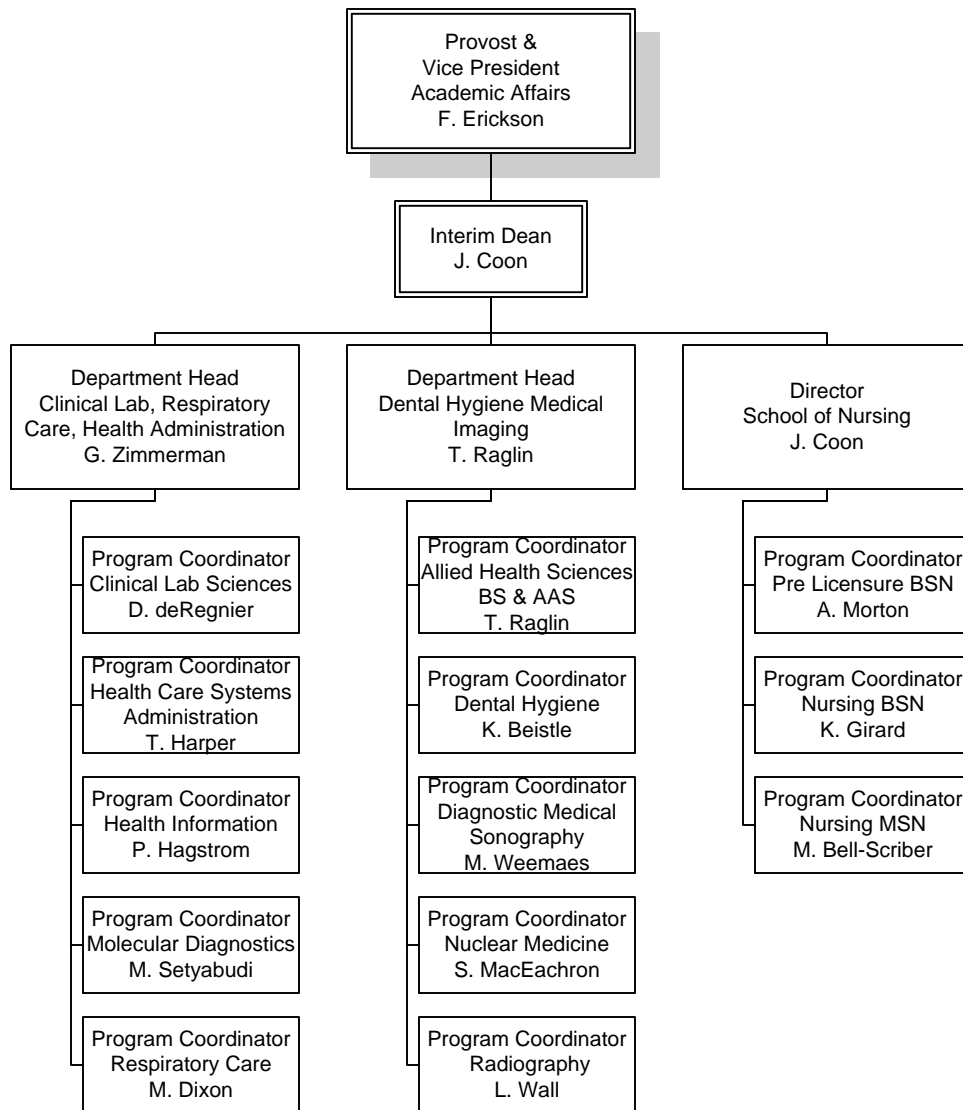 Provost &
Vice President
Academic Affairs
F. Erickson
Interim Dean
J. Coon
Department Head
Clinical Lab, Respiratory
Care, Health Administration
G. Zimmerman
Program Coordinator
Clinical Lab Sciences
D. deRegnier
Program Coordinator
Health Care Systems
Administration
T. Harper
Program Coordinator
Health Information
P. Hagstrom
Program Coordinator
Molecular Diagnostics
M. Setyabudi
Program Coordinator
Respiratory Care
M. Dixon
Department Head
Dental Hygiene Medical
Imaging
T. Raglin
Program Coordinator
Allied Health Sciences
BS & AAS
T. Raglin
Program Coordinator
Dental Hygiene
K. Beistle
Program Coordinator
Diagnostic Medical
Sonography
M. Weemaes
Program Coordinator
Nuclear Medicine
S. MacEachron
Program Coordinator
Radiography
L. Wall
Director
School of Nursing
J. Coon
Program Coordinator
Pre Licensure BSN
A. Morton
Program Coordinator
Nursing BSN
K. Girard
Program Coordinator
Nursing MSN
M. Bell-Scriber